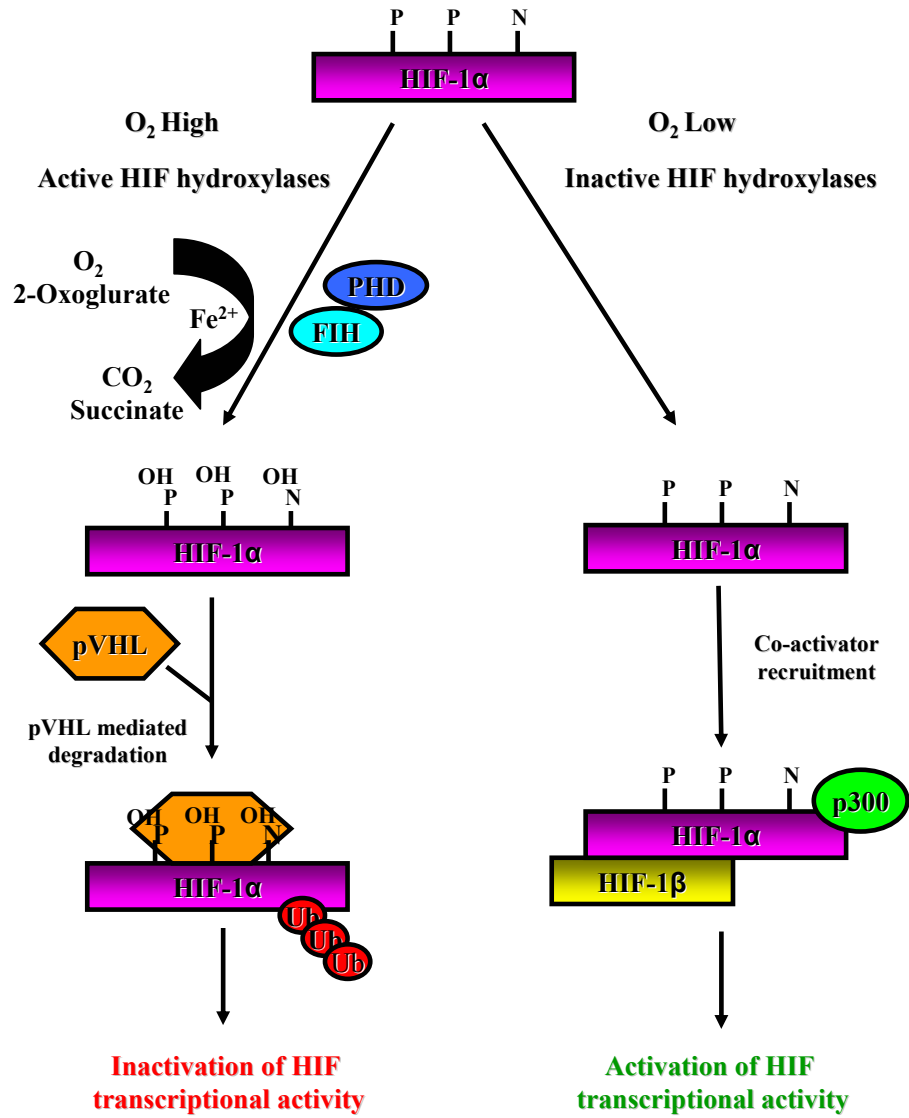 P P N
HIF-1α
O₂ High
O₂ Low
Active HIF hydroxylases
Inactive HIF hydroxylases
O₂
2-Oxoglurate
Fe²⁺
CO₂
Succinate
PHD
FIH
OH OH OH
P P N
HIF-1α
P P N
HIF-1α
pVHL
pVHL mediated
degradation
Co-activator
recruitment
OH OH OH
P P N
HIF-1α
Ub
Ub
Ub
P P N
p300
HIF-1α
HIF-1β
Inactivation of HIF
transcriptional activity
Activation of HIF
transcriptional activity